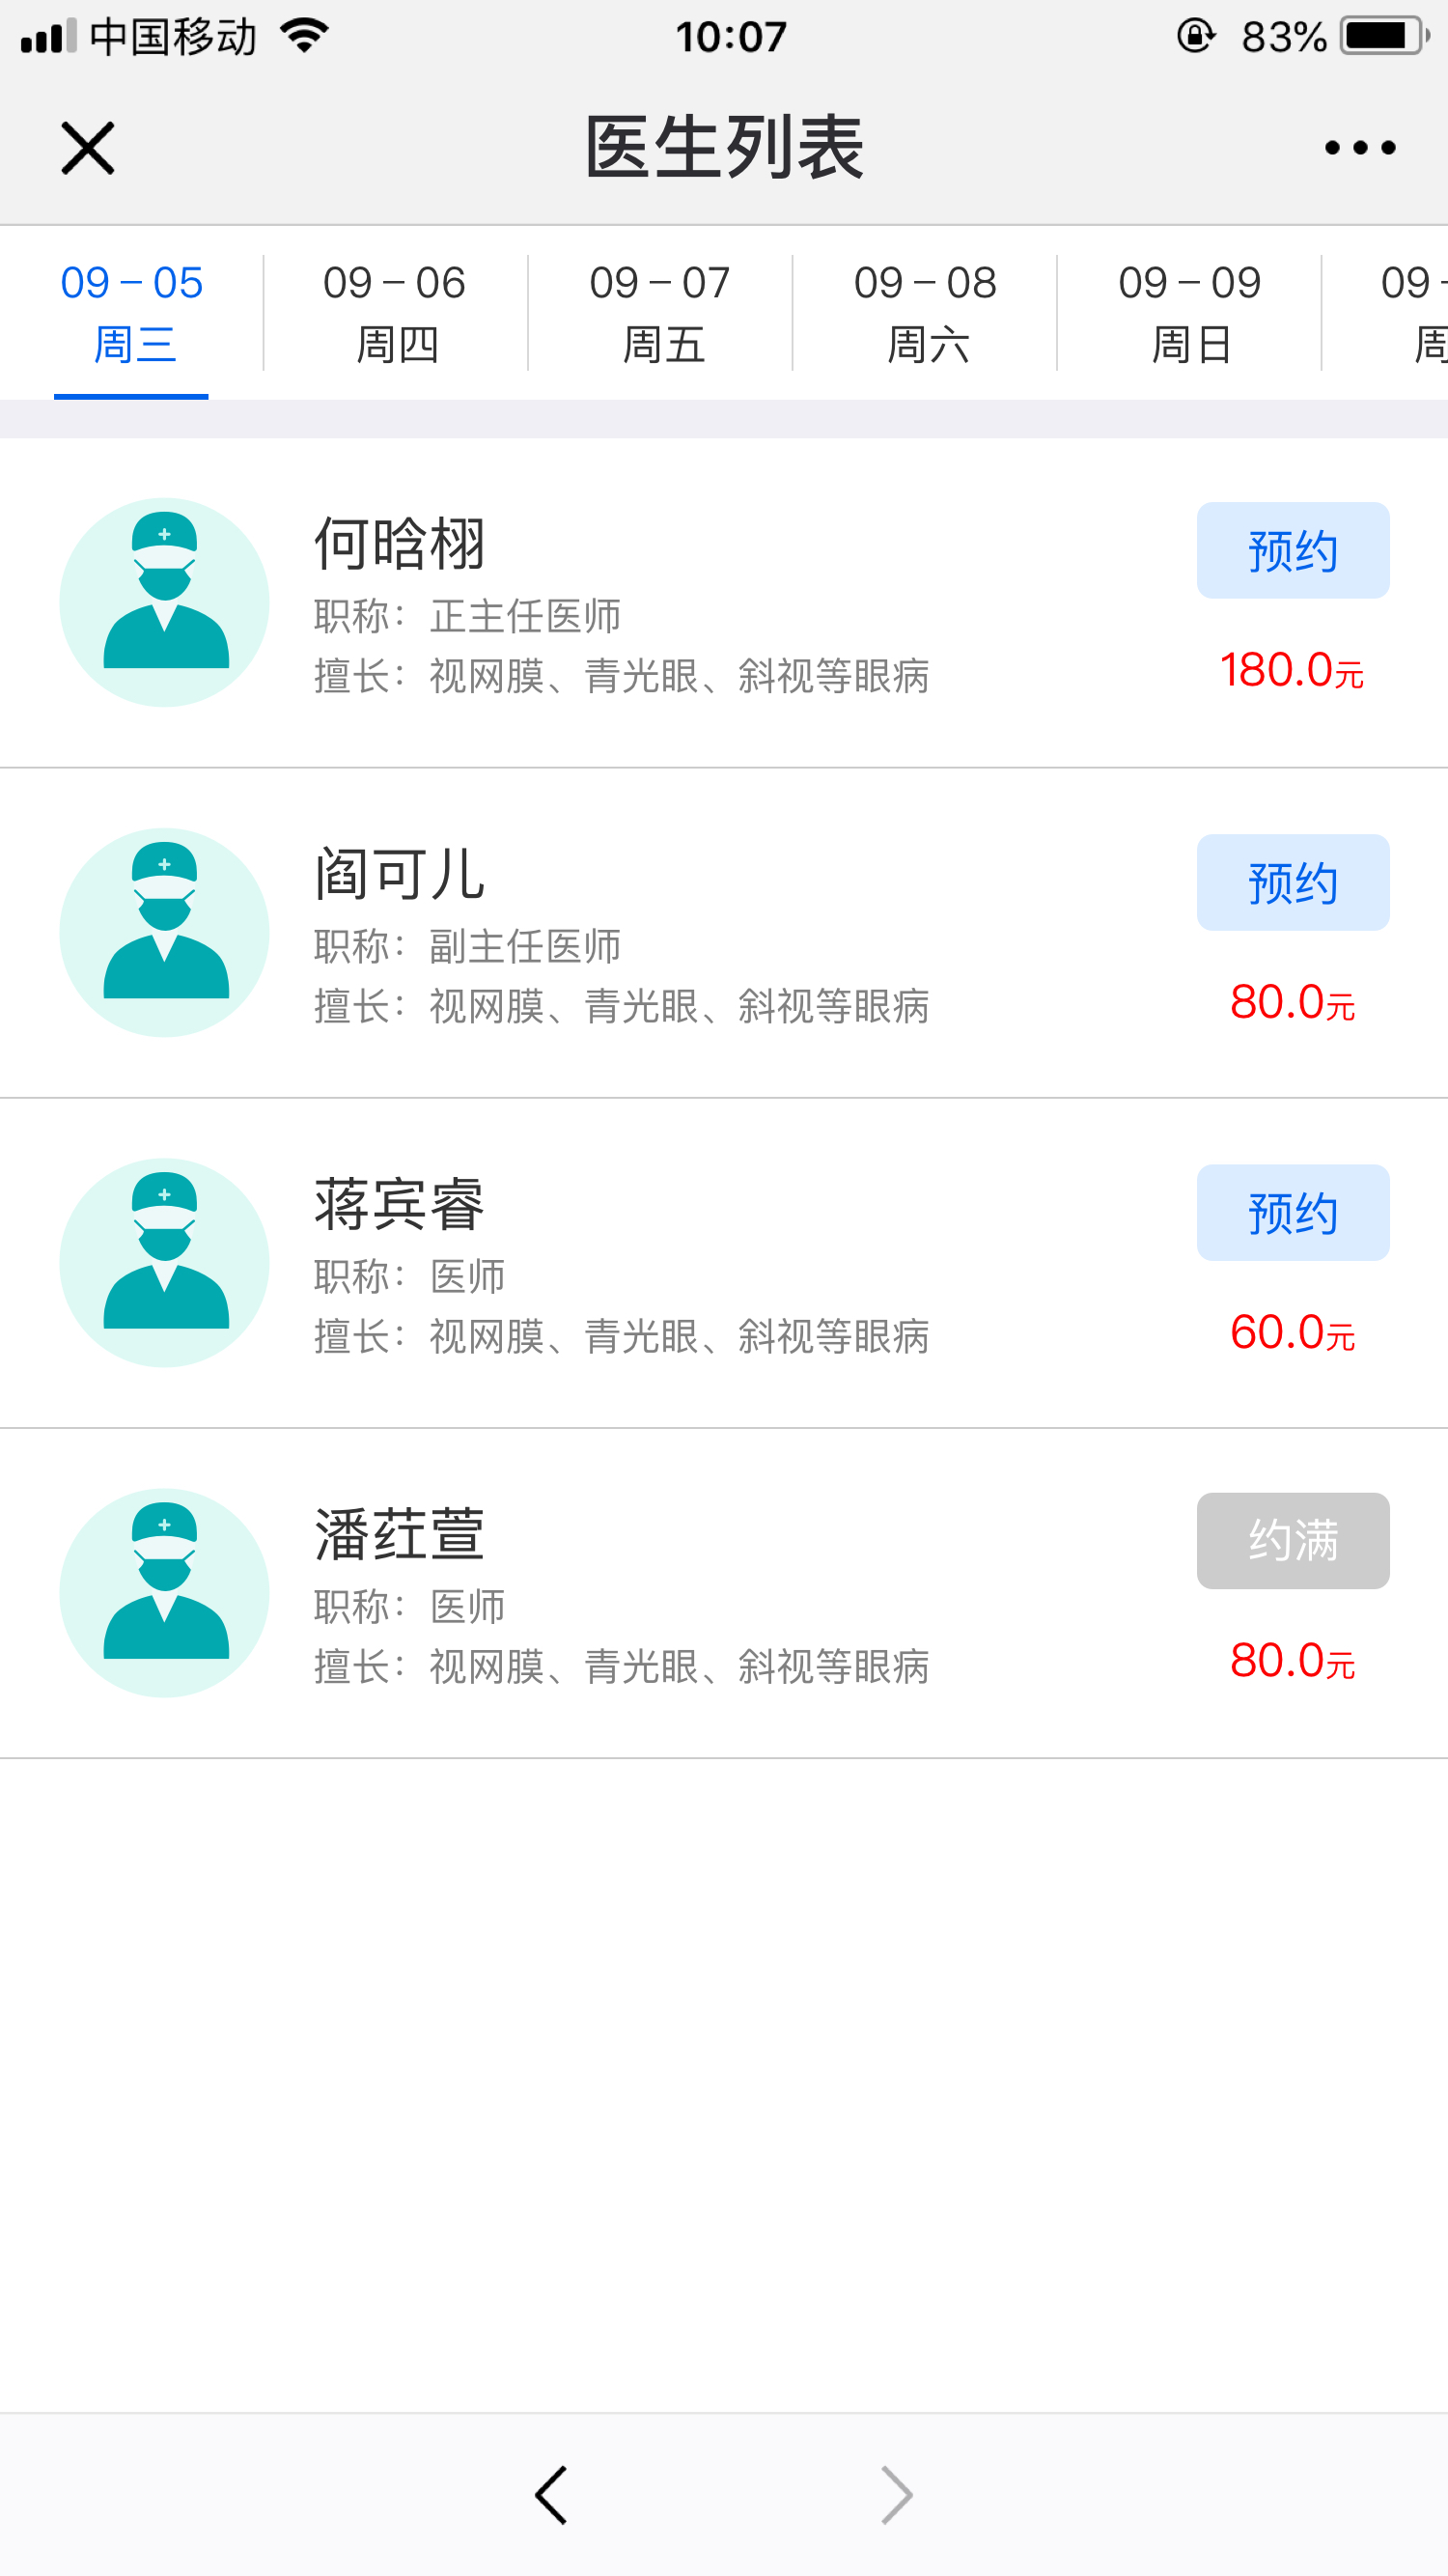 中国移动 10:07 83%
医生列表
09-05 09-06 09-07 09-08 09-09 09-
周三 周四 周五 周六 周日 周
何晗栩
职称：正主任医师
擅长：视网膜、青光眼、斜视等眼病
预约
180.0元
阎可儿
职称：副主任医师
擅长：视网膜、青光眼、斜视等眼病
预约
80.0元
蒋宾睿
职称：医师
擅长：视网膜、青光眼、斜视等眼病
预约
60.0元
潘荭萱
职称：医师
擅长：视网膜、青光眼、斜视等眼病
约满
80.0元